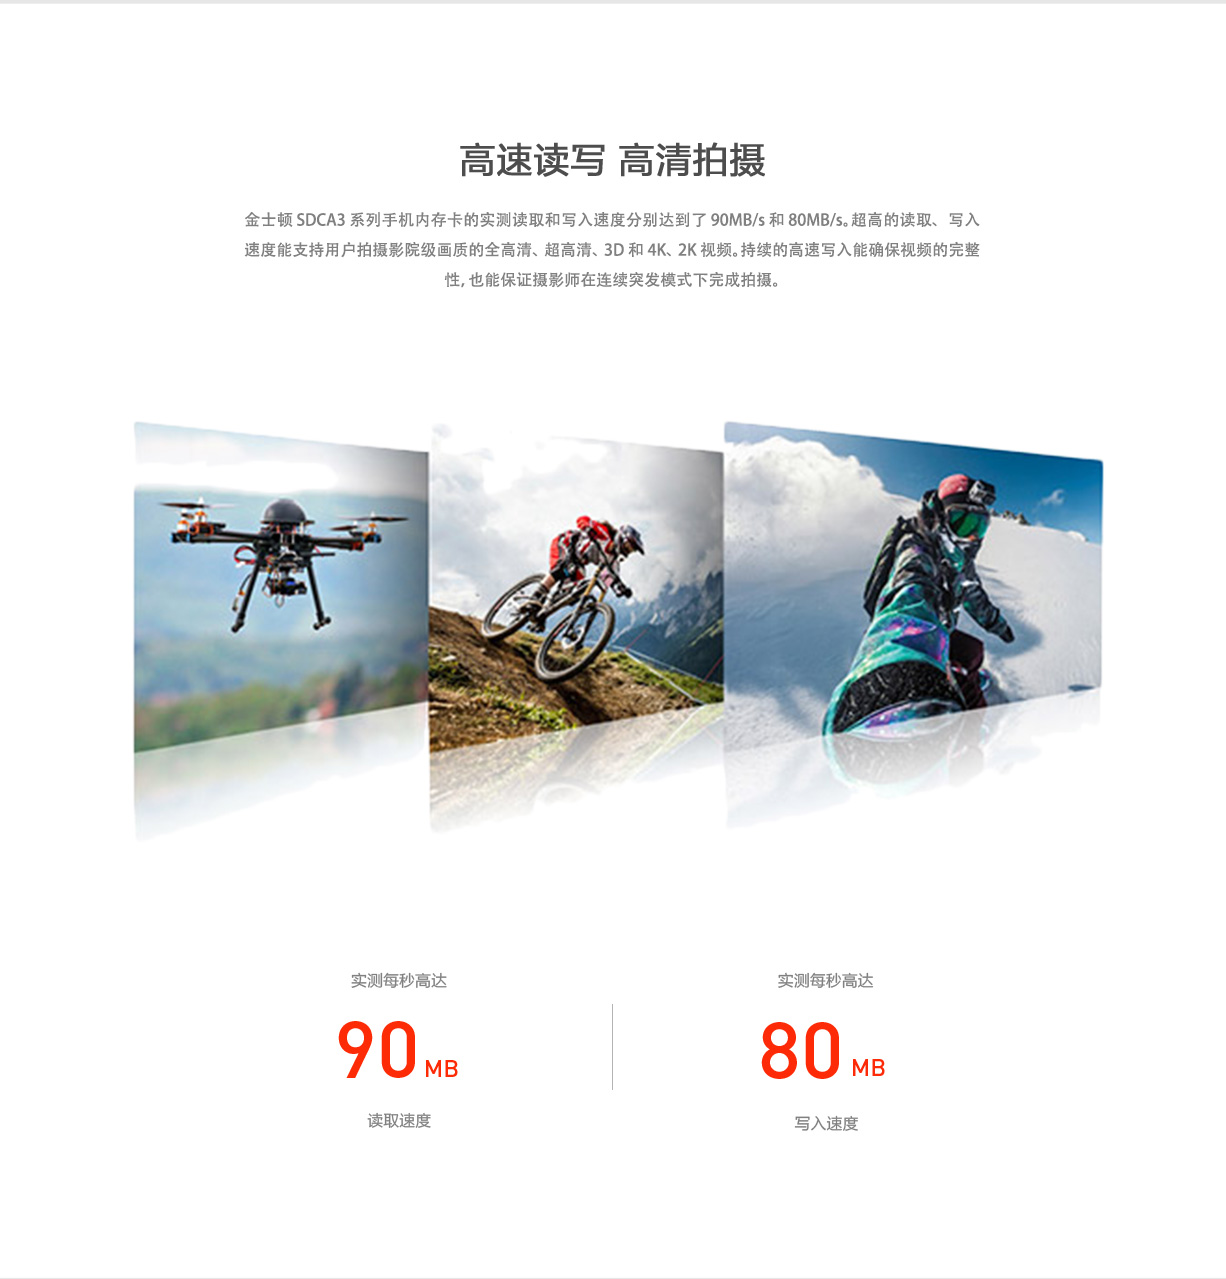 高速读写 高清拍摄
金士顿 SDCA3 系列手机内存卡的实测读取和写入速度分别达到了 90MB/s 和 80MB/s。超高的读取、写入
速度能支持用户拍摄影院级画质的全高清、超高清、3D 和 4K、2K 视频。持续的高速写入能确保视频的完整
性, 也能保证摄影师在连续突发模式下完成拍摄。
实测每秒高达
90 MB
读取速度
实测每秒高达
80 MB
写入速度